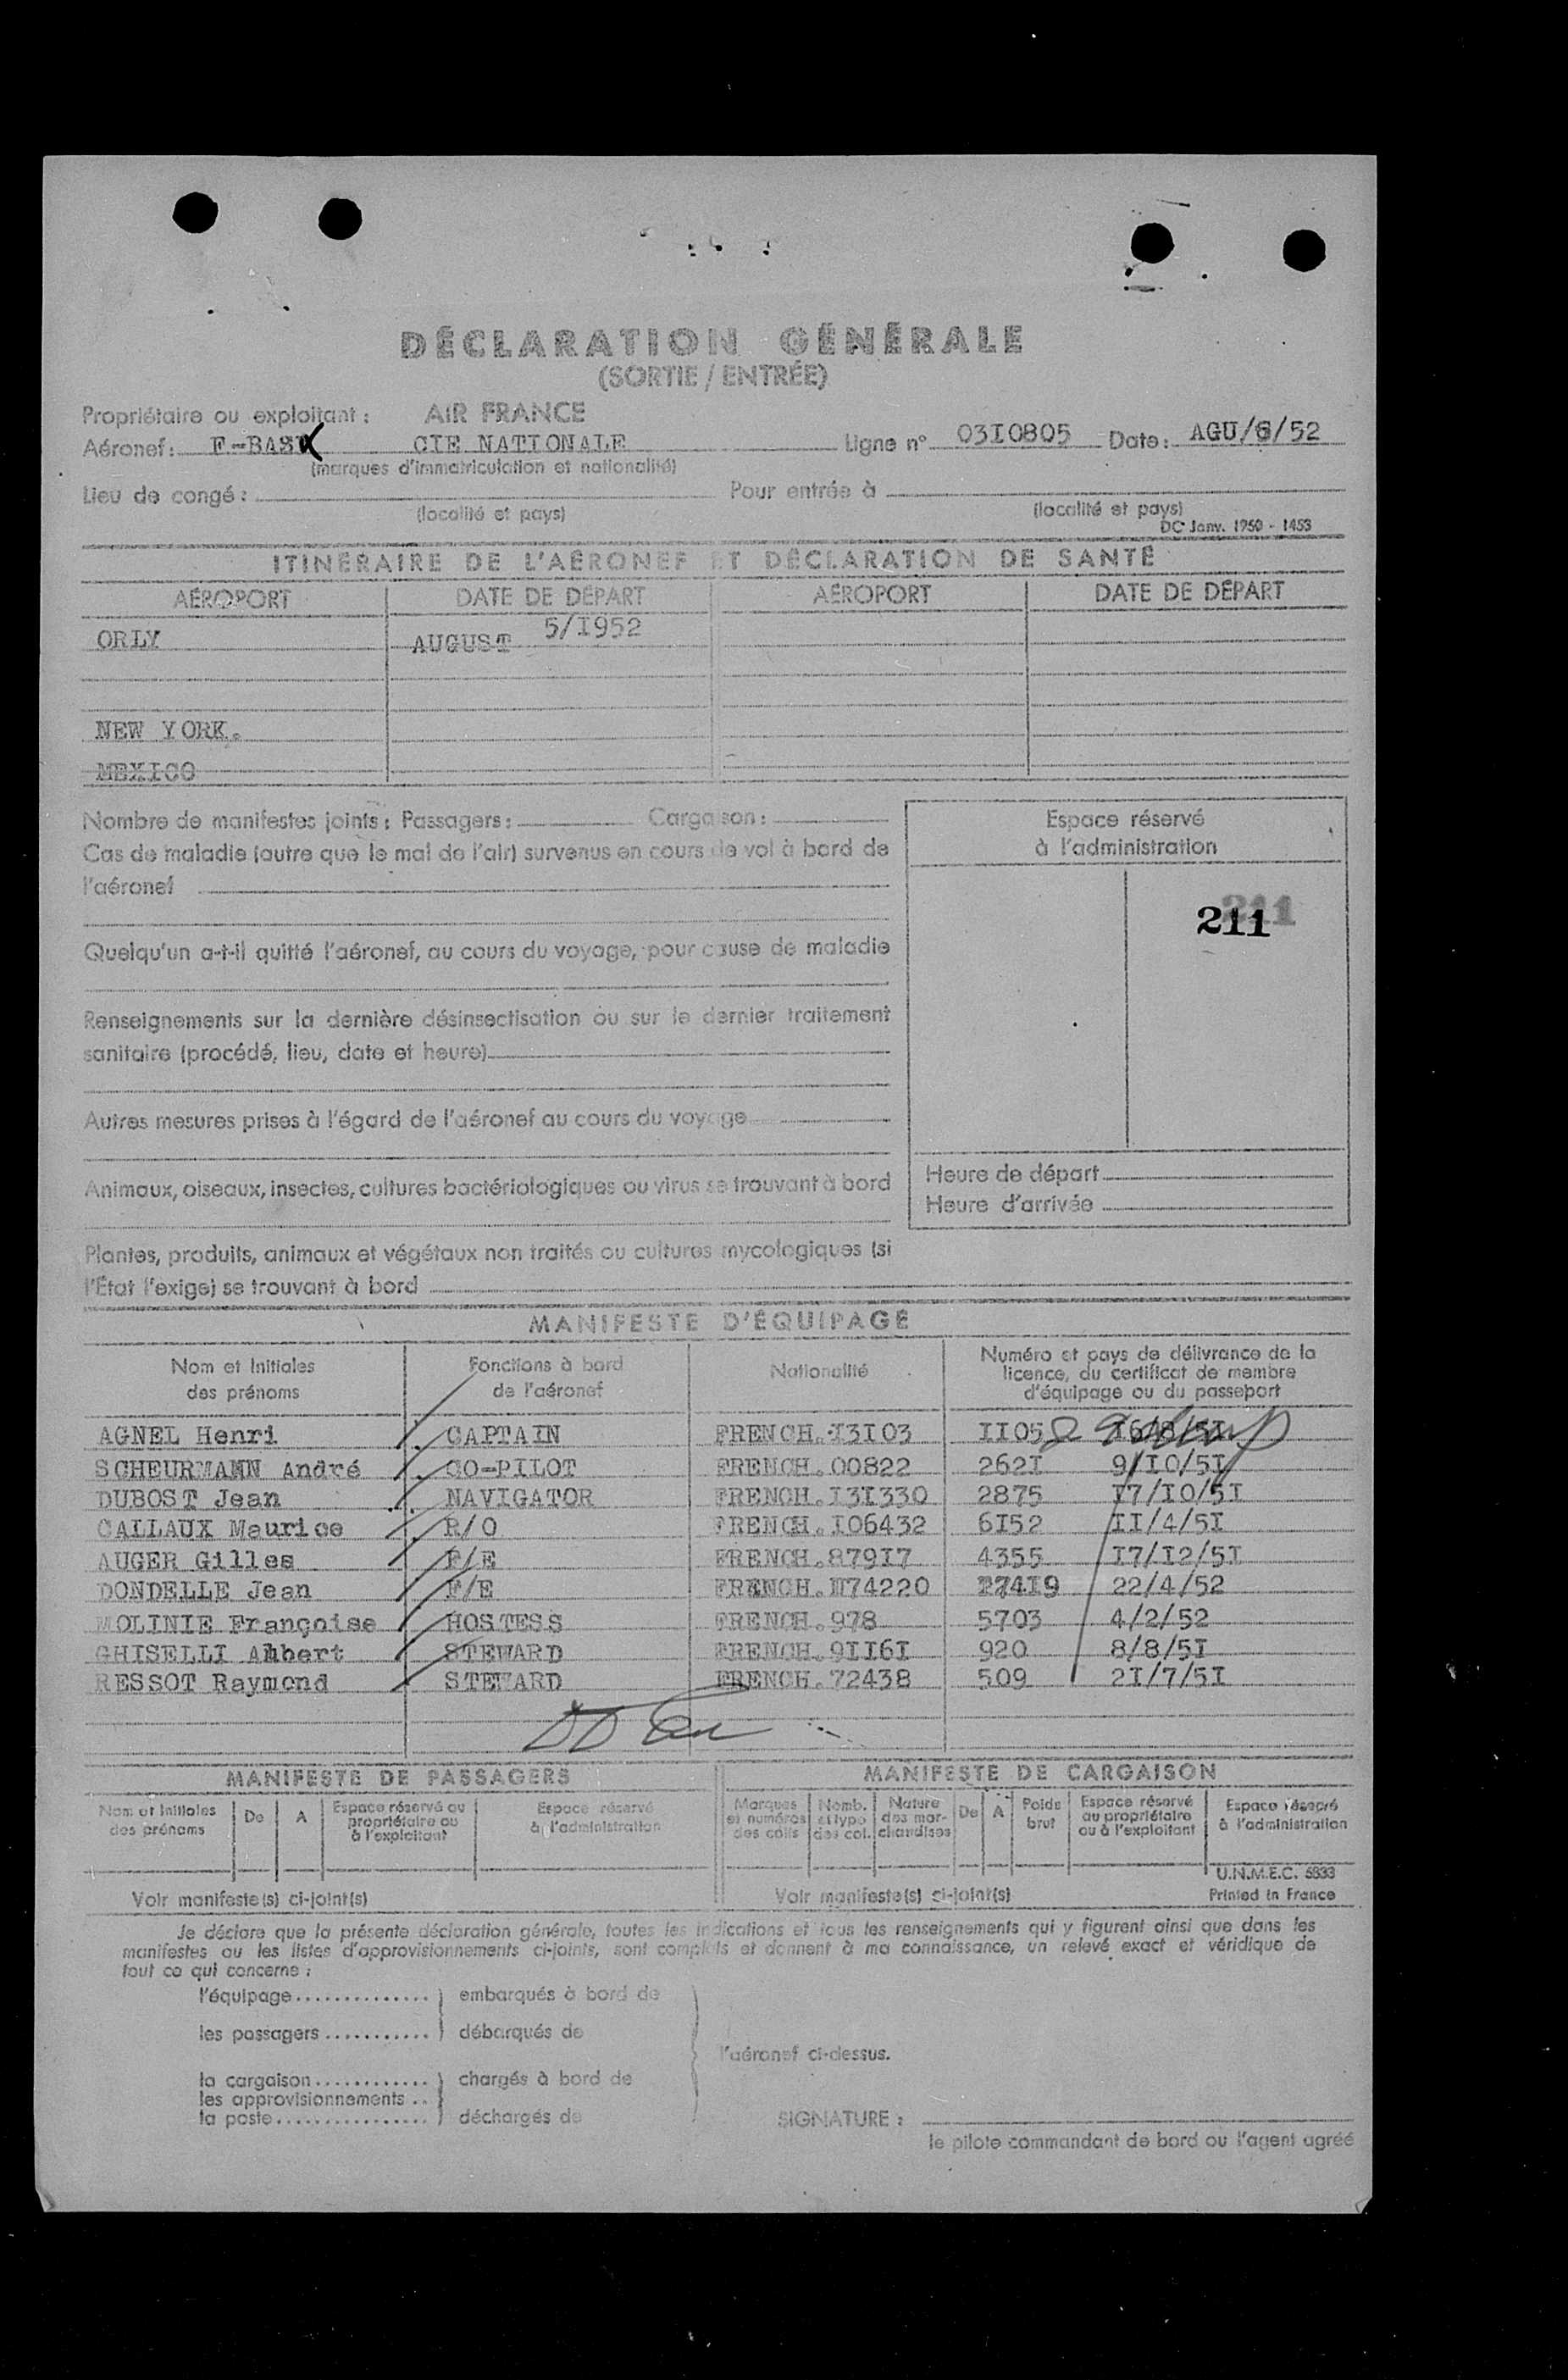 DÉCLARATION GÉNÉRALE
(SORTIE / ENTRÉE)
Propriétaire ou exploitant : AIR FRANCE
Aéronef : F-BASK CIE NATIONALE Ligne n° 03I0805 Date : AGU/6/52
(marques d'immatriculation et nationalité)
Lieu de congé : Pour entrée à
(localité et pays) (localité et pays)
DC Janv. 1950 - 1453
ITINÉRAIRE DE L'AÉRONEF ET DÉCLARATION DE SANTÉ
AÉROPORT DATE DE DÉPART AÉROPORT DATE DE DÉPART
ORLY AUGUST 5/I952
NEW YORK.
MEXICO
Nombre de manifestes joints : Passagers : Cargaison :
Cas de maladie (autre que le mal de l'air) survenus en cours de vol à bord de
l'aéronef
Espace réservé
à l'administration
211 211
Quelqu'un a-t-il quitté l'aéronef, au cours du voyage, pour cause de maladie
Renseignements sur la dernière désinsectisation ou sur le dernier traitement
sanitaire (procédé, lieu, date et heure)
Autres mesures prises à l'égard de l'aéronef au cours du voyage
Animaux, oiseaux, insectes, cultures bactériologiques ou virus se trouvant à bord
Heure de départ
Heure d'arrivée
Plantes, produits, animaux et végétaux non traités ou cultures mycologiques (si
l'État l'exige) se trouvant à bord
MANIFESTE D'ÉQUIPAGE
Nom et Initiales des prénoms
Fonctions à bord de l'aéronef
Nationalité
Numéro et pays de délivrance de la
licence, du certificat de membre
d'équipage ou du passeport
AGNEL Henri CAPTAIN FRENCH.I3I03 II05 I6/8/5I
SCHEURMANN André CO-PILOT FRENCH.00822 262I 9/I0/5I
DUBOST Jean NAVIGATOR FRENCH.I3I330 2875 I7/I0/5I
CALLAUX Maurice R/O FRENCH.I06432 6I52 II/4/5I
AUGER Gilles F/E FRENCH.879I7 4355 I7/I2/5I
DONDELLE Jean F/E FRENCH.II74220 274I9 22/4/52
MOLINIE Françoise HOSTESS FRENCH.978 5703 4/2/52
GHISELLI Albert STEWARD FRENCH.9II6I 920 8/8/5I
RESSOT Raymond STEWARD FRENCH.72438 509 2I/7/5I
MANIFESTE DE PASSAGERS MANIFESTE DE CARGAISON
Nom et Initiales des prénoms
De
A
Espace réservé au propriétaire ou à l'exploitant
Espace réservé à l'administration
Marques et numéros des colis
Nomb. et type des col.
Nature des mar-chandises
De
A
Poids brut
Espace réservé au propriétaire ou à l'exploitant
Espace réservé à l'administration
U.N.M.E.C. 5833
Voir manifeste(s) ci-joint(s) Voir manifeste(s) ci-joint(s) Printed in France
Je déclare que la présente déclaration générale, toutes les indications et tous les renseignements qui y figurent ainsi que dans les
manifestes ou les listes d'approvisionnements ci-joints, sont complets et donnent à ma connaissance, un relevé exact et véridique de
tout ce qui concerne :
l'équipage.............. embarqués à bord de
les passagers........... débarqués de
l'aéronef ci-dessus.
la cargaison............ chargés à bord de
les approvisionnements ..
la poste................ déchargés de
SIGNATURE :
le pilote commandant de bord ou l'agent agréé